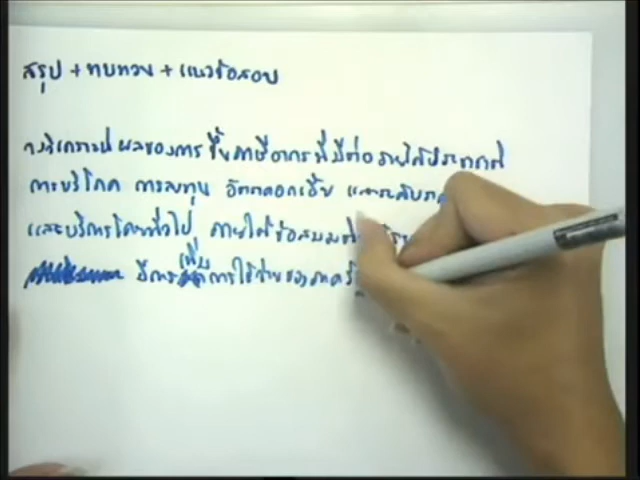 สรุป + ทบทวน + แนวข้อสอบ
จงวิเคราะห์ ผลของการ ขึ้นภาษีอากรที่มีต่อ รายได้ประชาชาติ
การบริโภค การลงทุน อัตราดอกเบี้ย และระดับ
และบริการโดยทั่วไป ภายใต้ ข้อสมมติ
มีการ เพิ่ม การใช้จ่ายของภาครั